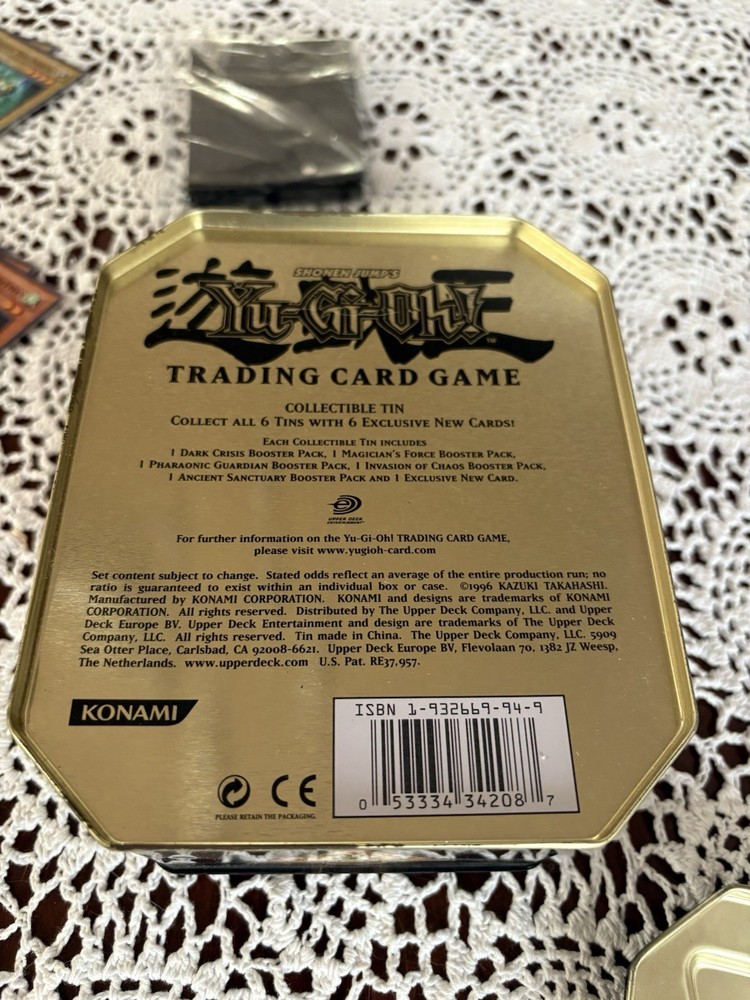 SHONEN JUMP'S
遊戯王
Yu-Gi-Oh!
TM
TRADING CARD GAME
COLLECTIBLE TIN
COLLECT ALL 6 TINS WITH 6 EXCLUSIVE NEW CARDS!
EACH COLLECTIBLE TIN INCLUDES
1 DARK CRISIS BOOSTER PACK, 1 MAGICIAN'S FORCE BOOSTER PACK,
1 PHARAONIC GUARDIAN BOOSTER PACK, 1 INVASION OF CHAOS BOOSTER PACK,
1 ANCIENT SANCTUARY BOOSTER PACK AND 1 EXCLUSIVE NEW CARD.
UPPER DECK
ENTERTAINMENT
For further information on the Yu-Gi-Oh! TRADING CARD GAME,
please visit www.yugioh-card.com
Set content subject to change. Stated odds reflect an average of the entire production run; no
ratio is guaranteed to exist within an individual box or case. ©1996 KAZUKI TAKAHASHI.
Manufactured by KONAMI CORPORATION. KONAMI and designs are trademarks of KONAMI
CORPORATION. All rights reserved. Distributed by The Upper Deck Company, LLC. and Upper
Deck Europe BV. Upper Deck Entertainment and design are trademarks of The Upper Deck
Company, LLC. All rights reserved. Tin made in China. The Upper Deck Company, LLC. 5909
Sea Otter Place, Carlsbad, CA 92008-6621. Upper Deck Europe BV, Flevolaan 70, 1382 JZ Weesp,
The Netherlands. www.upperdeck.com U.S. Pat. RE37,957.
KONAMI
CE
PLEASE RETAIN THE PACKAGING.
ISBN 1-932669-94-9
0 53334 34208 7